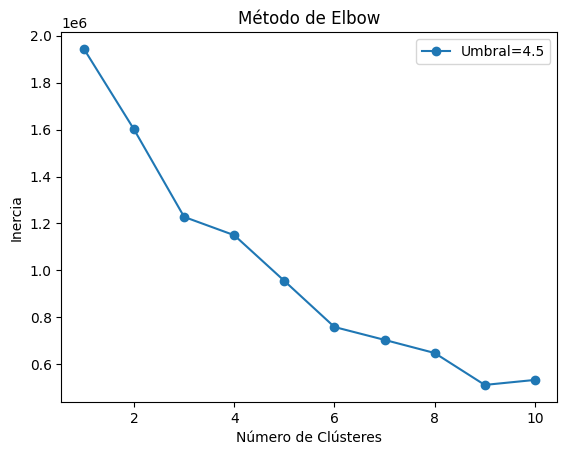 Método de Elbow
1e6
Umbral=4.5
2.0
1.8
1.6
1.4
1.2
1.0
0.8
0.6
Inercia
2
4
6
8
10
Número de Clústeres